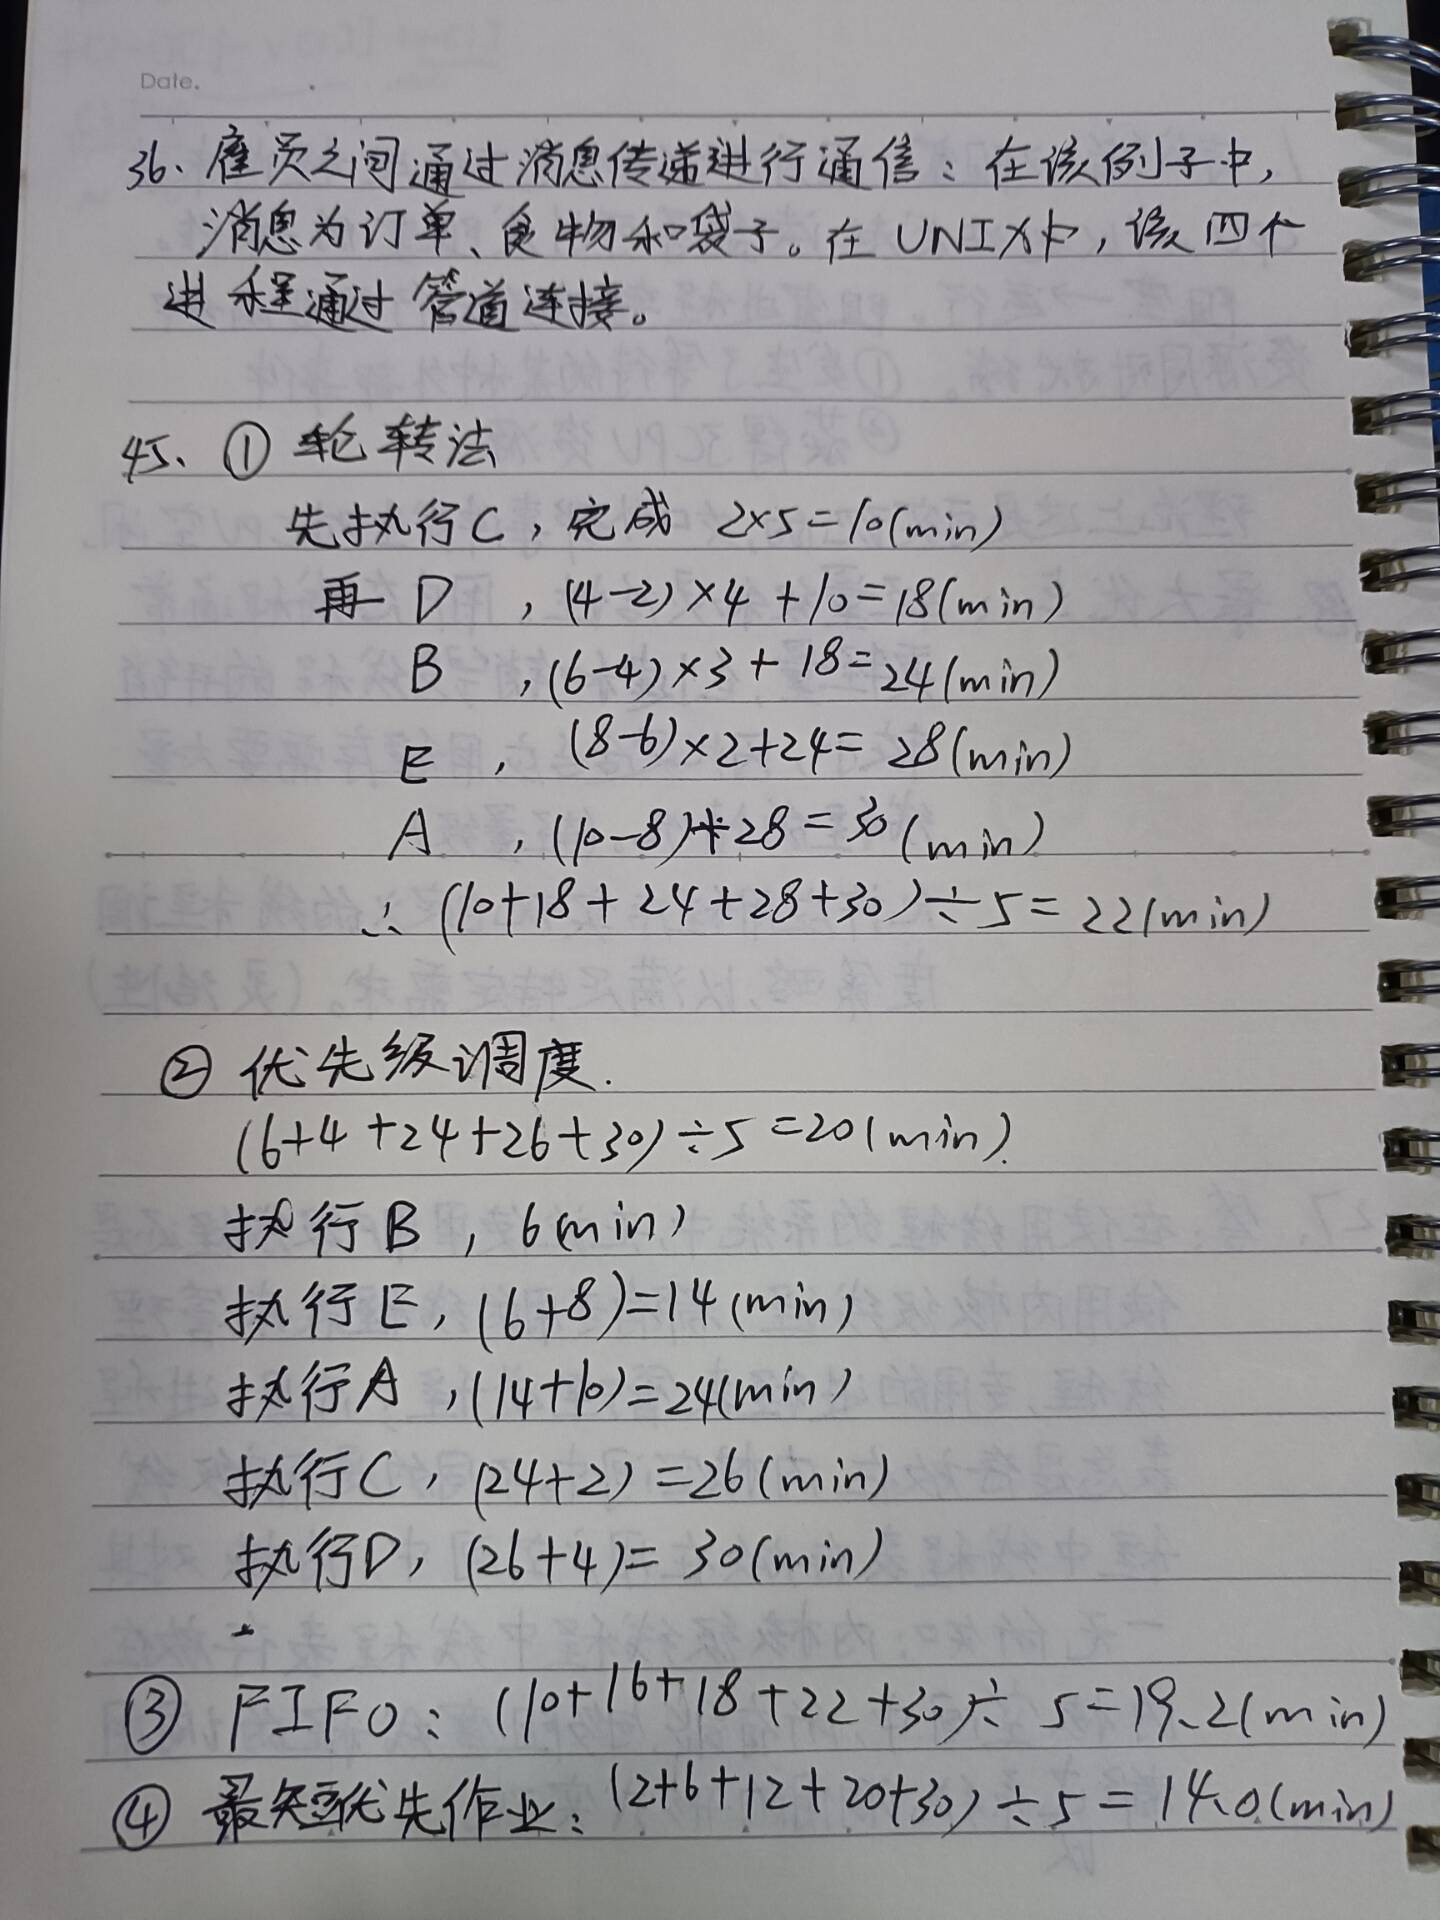 Date.
36、雇员之间通过消息传递进行通信：在该例子中，
消息为订单、食物和袋子。在UNIX中，该四个
进程通过管道连接。
45、① 轮转法
先执行C，完成 2×5=10(min)
再 D ，(4-2)×4+10=18(min)
B ，(6-4)×3+18=24(min)
E ，(8-6)×2+24=28(min)
A ，(10-8)+28=30(min)
∴ (10+18+24+28+30)÷5=22(min)
② 优先级调度.
(6+4+24+26+30)÷5=20(min).
执行B，6(min)
执行E，(6+8)=14(min)
执行A，(14+10)=24(min)
执行C，(24+2)=26(min)
执行D，(26+4)=30(min)
③ FIFO：(10+16+18+22+30)÷5=19.2(min)
④ 最短优先作业：(2+6+12+20+30)÷5=14.0(min)